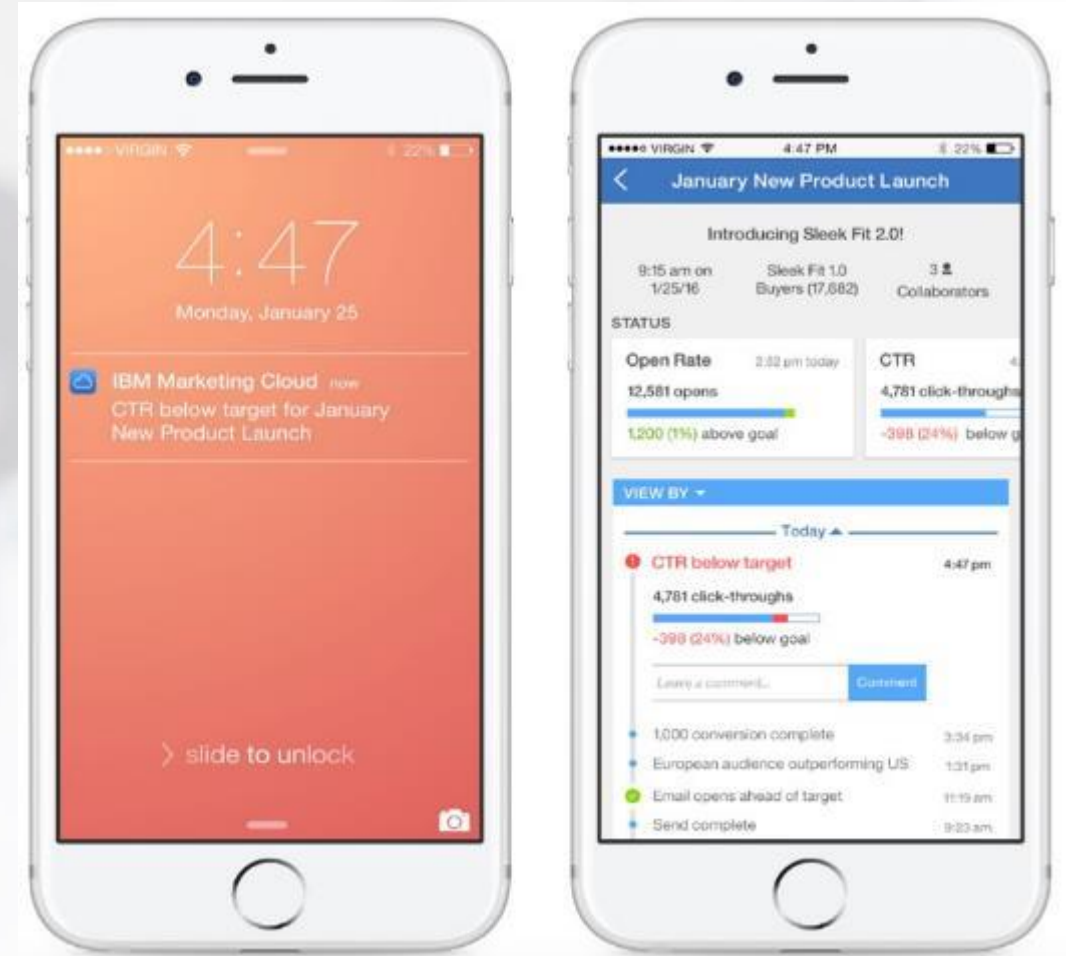 VIRGIN
22%
4:47
Monday, January 25
IBM Marketing Cloud now
CTR below target for January
New Product Launch
> slide to unlock
VIRGIN 4:47 PM 22%
January New Product Launch
Introducing Sleek Fit 2.0!
9:15 am on
1/25/16
Sleek Fit 1.0
Buyers (17,682)
3
Collaborators
STATUS
Open Rate
12,581 opens
1,200 (1%) above goal
CTR
4,781 click-throughs
-398 (24%) below g
VIEW BY
Today
CTR below target 4:47 pm
4,781 click-throughs
-398 (24%) below goal
Leave a comment... Comment
1,000 conversion complete 3:34 pm
European audience outperforming US 1:31 pm
Email opens ahead of target 11:19 am
Send complete 9:23 am